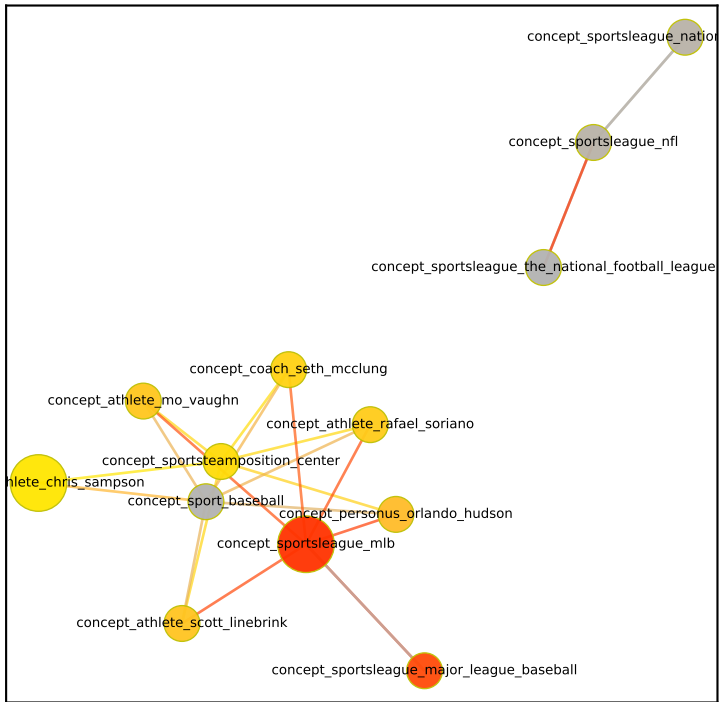 concept_sportsleague_nation
concept_sportsleague_nfl
concept_sportsleague_the_national_football_league
concept_coach_seth_mcclung
concept_athlete_mo_vaughn
concept_athlete_rafael_soriano
concept_sportsteamposition_center
hlete_chris_sampson
concept_sport_baseball
concept_personus_orlando_hudson
concept_sportsleague_mlb
concept_athlete_scott_linebrink
concept_sportsleague_major_league_baseball